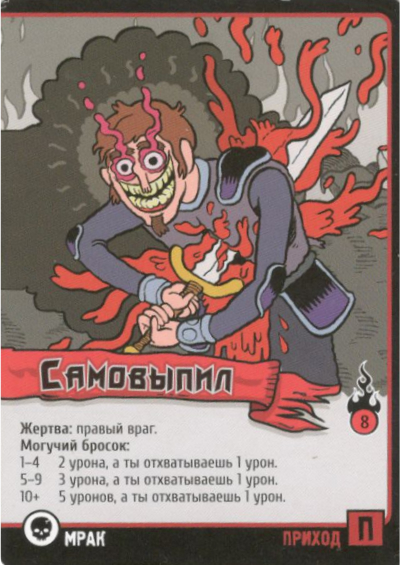 Самовыпил
8
Жертва: правый враг.
Могучий бросок:
1–4 2 урона, а ты отхватываешь 1 урон.
5–9 3 урона, а ты отхватываешь 1 урон.
10+ 5 уронов, а ты отхватываешь 1 урон.
МРАК ПРИХОД П